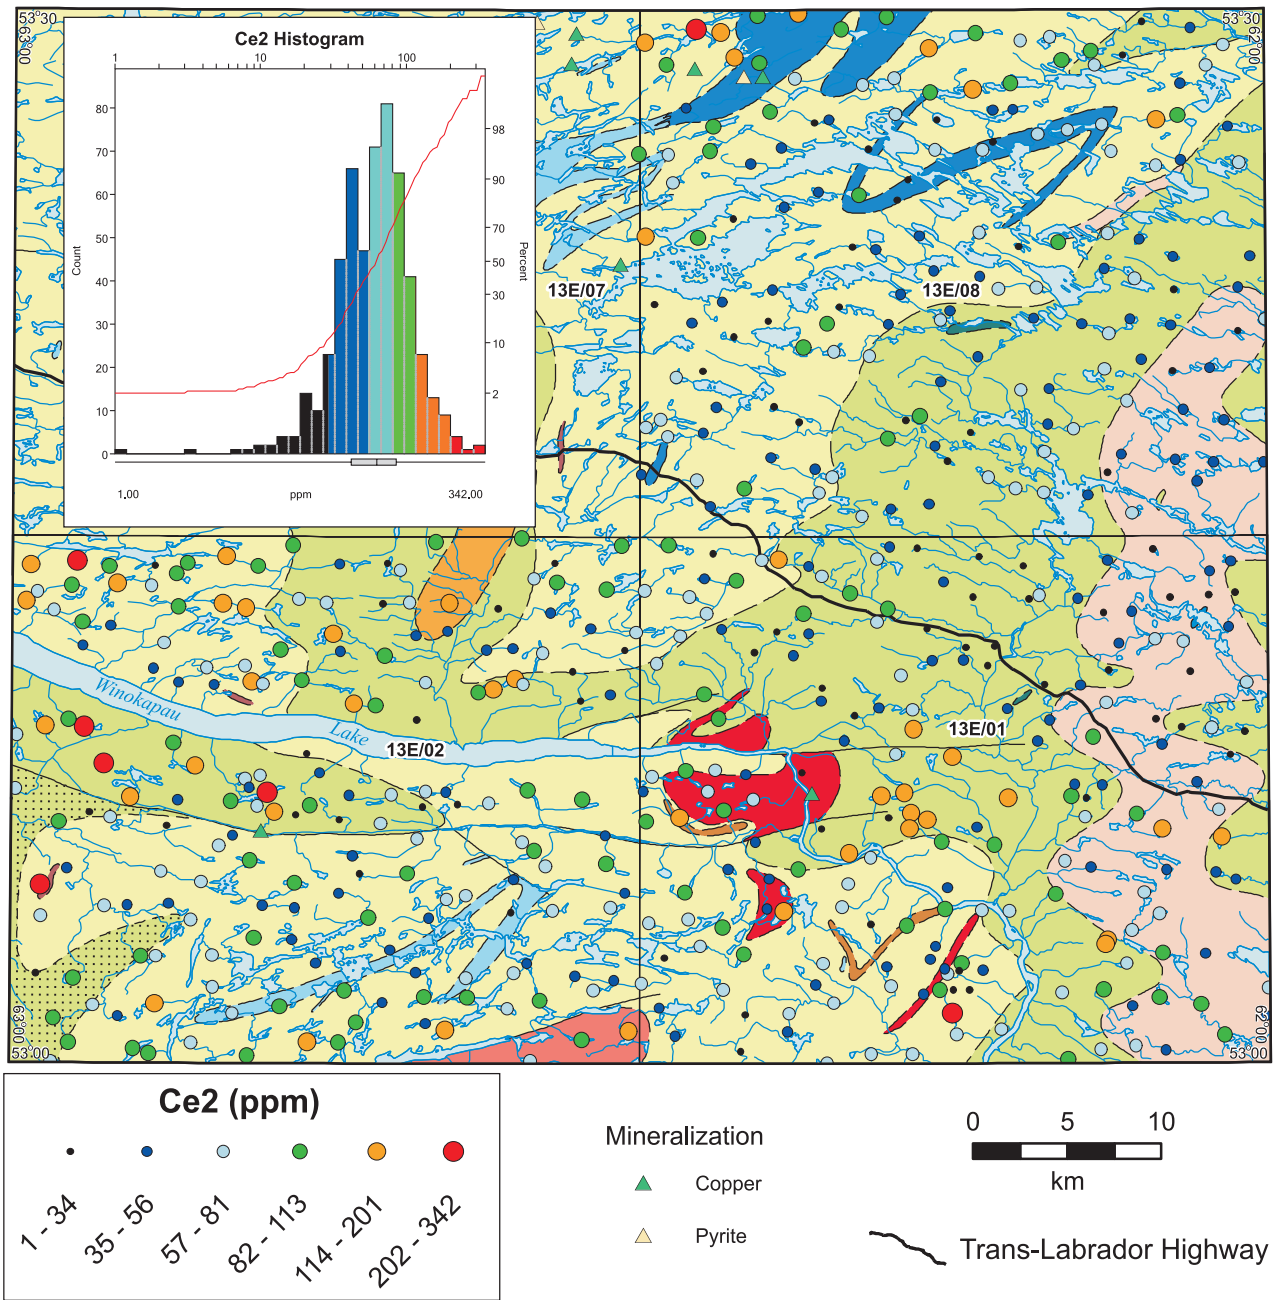 53°30
63°00
53°30
62°00
Ce2 Histogram
1
10
100
80
70
60
50
40
30
20
10
0
Count
98
90
70
50
30
10
2
Percent
1,00
ppm
342,00
13E/07
13E/08
Winokapau
Lake
13E/02
13E/01
63°00
53°00
62°00
53°00
Ce2 (ppm)
1 - 34
35 - 56
57 - 81
82 - 113
114 - 201
202 - 342
Mineralization
Copper
Pyrite
0
5
10
km
Trans-Labrador Highway